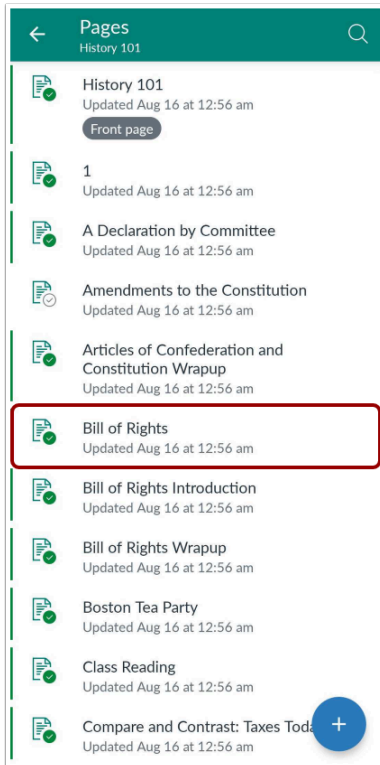 Pages
History 101
History 101
Updated Aug 16 at 12:56 am
Front page
1
Updated Aug 16 at 12:56 am
A Declaration by Committee
Updated Aug 16 at 12:56 am
Amendments to the Constitution
Updated Aug 16 at 12:56 am
Articles of Confederation and
Constitution Wrapup
Updated Aug 16 at 12:56 am
Bill of Rights
Updated Aug 16 at 12:56 am
Bill of Rights Introduction
Updated Aug 16 at 12:56 am
Bill of Rights Wrapup
Updated Aug 16 at 12:56 am
Boston Tea Party
Updated Aug 16 at 12:56 am
Class Reading
Updated Aug 16 at 12:56 am
Compare and Contrast: Taxes Toda
Updated Aug 16 at 12:56 am